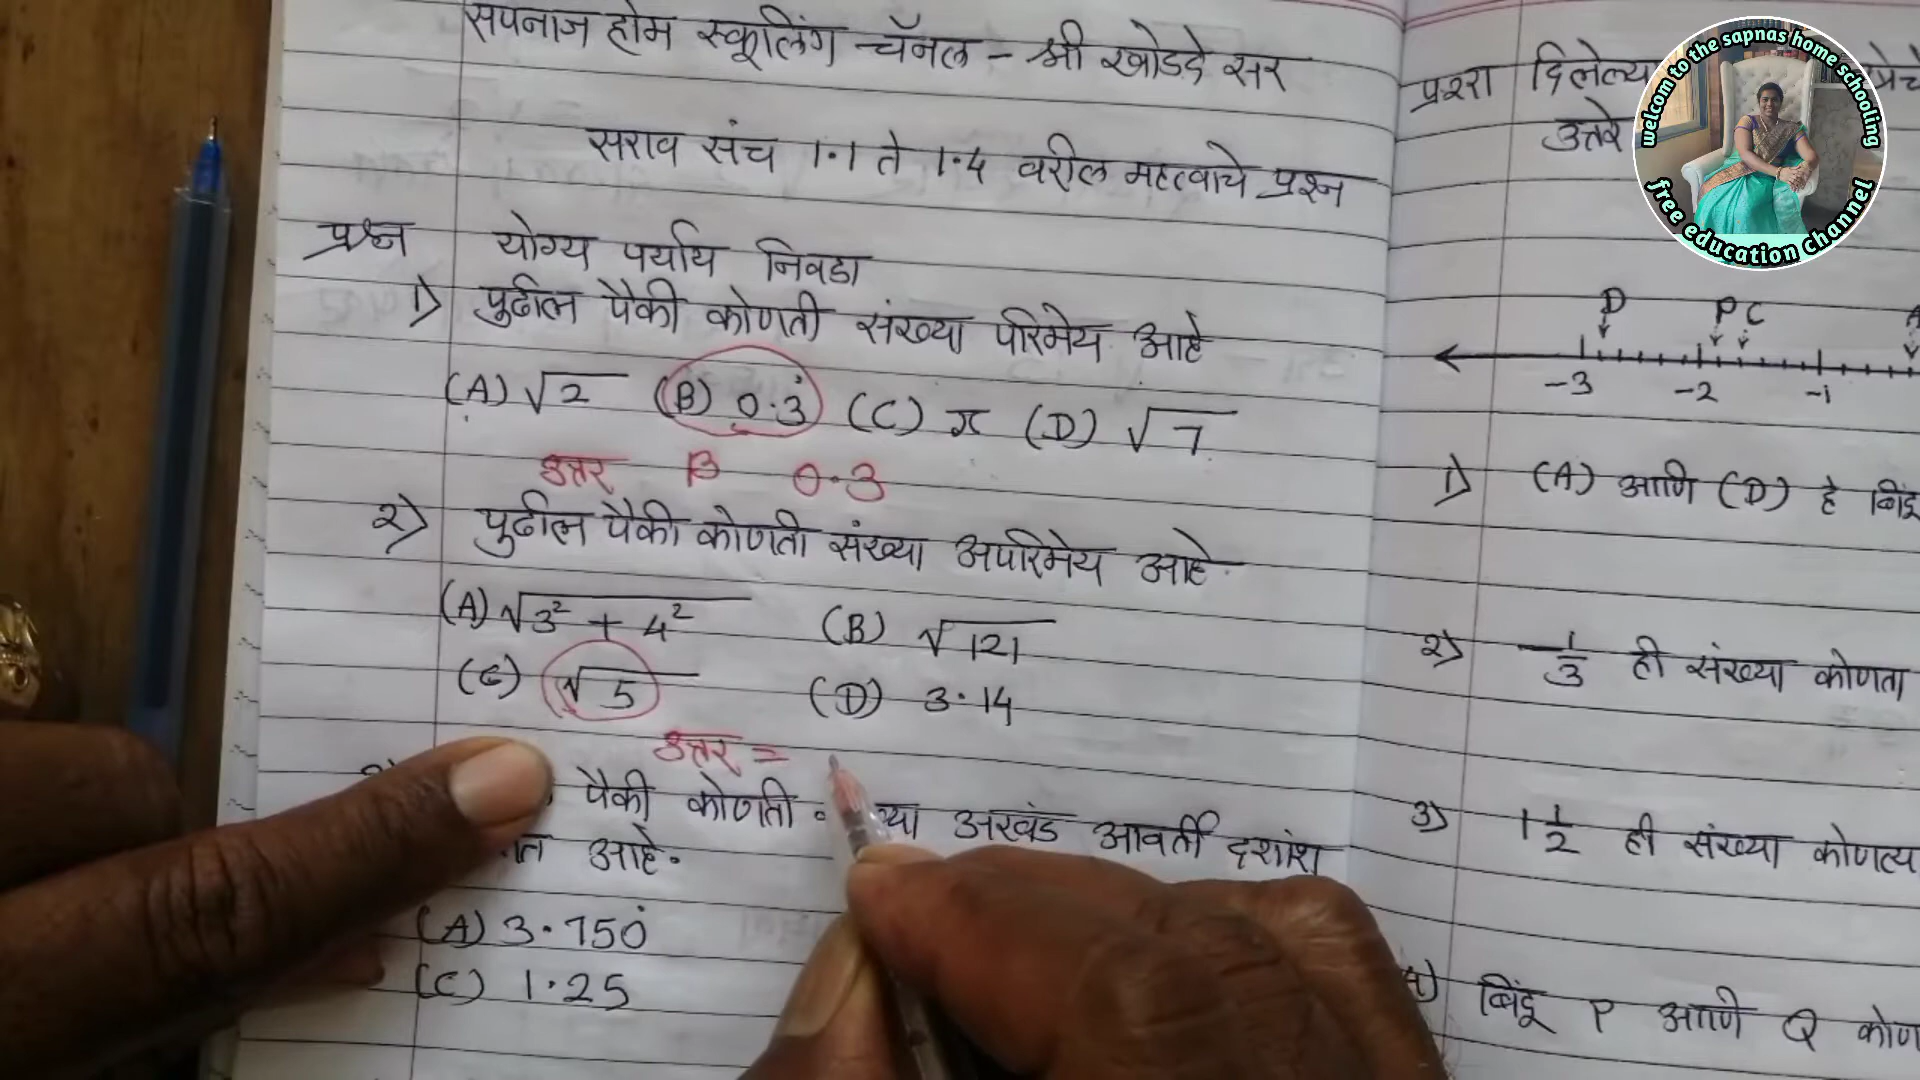 सपनाज होम स्कूलिंग चॅनल - श्री खोडदे सर
सराव संच 1.1 ते 1.4 वरील महत्वाचे प्रश्न
प्रश्न योग्य पर्याय निवडा
1) पुढील पैकी कोणती संख्या परिमेय आहे
(A) √2 (B) 0.3̇ (C) π (D) √7
उत्तर B 0.3
२) पुढील पैकी कोणती संख्या अपरिमेय आहे.
(A) √3² + 4² (B) √121
(C) √5 (D) 3.14
उत्तर =
पैकी कोणती अखंड आवर्ती दशांश
आहे.
(A) 3.750̇
(C) 1.25
प्रश्न दिलेल्या
उत्तरे
D P C
-3 -2 -1
1) (A) आणि (D) हे बिंदू
२) -1/3 ही संख्या कोणता
3) 1 1/2 ही संख्या कोणत्य
बिंदू P आणि Q कोण
welcom to the sapnas home schooling
free education channel